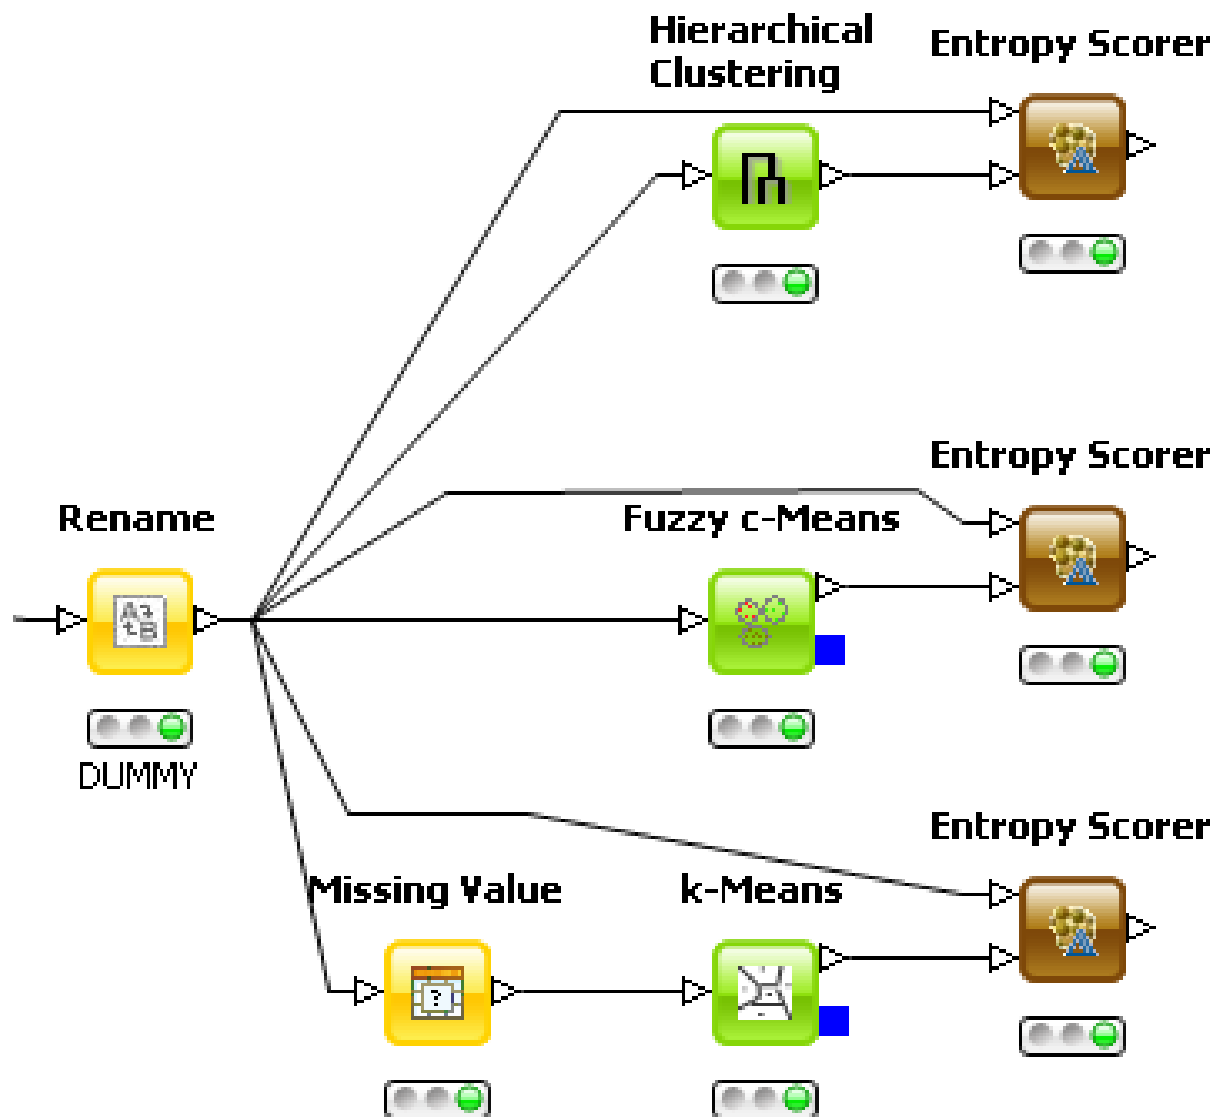 Hierarchical
Clustering
Entropy Scorer
Entropy Scorer
Rename
Fuzzy c-Means
DUMMY
Entropy Scorer
Missing Value
k-Means
?